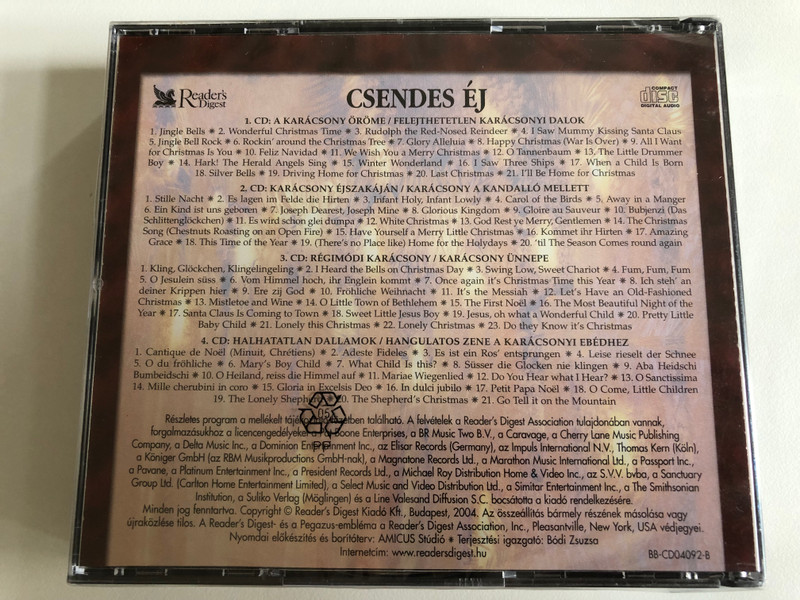 Reader's
Digest
CSENDES ÉJ
COMPACT
disc
DIGITAL AUDIO
1. CD: A KARÁCSONY ÖRÖME / FELEJTHETETLEN KARÁCSONYI DALOK
1. Jingle Bells * 2. Wonderful Christmas Time * 3. Rudolph the Red-Nosed Reindeer * 4. I Saw Mummy Kissing Santa Claus
5. Jingle Bell Rock * 6. Rockin' around the Christmas Tree * 7. Glory Alleluia * 8. Happy Christmas (War Is Over) * 9. All I Want
for Christmas Is You * 10. Feliz Navidad * 11. We Wish You a Merry Christmas * 12. O Tannenbaum * 13. The Little Drummer
Boy * 14. Hark! The Herald Angels Sing * 15. Winter Wonderland * 16. I Saw Three Ships * 17. When a Child Is Born
18. Silver Bells * 19. Driving Home for Christmas * 20. Last Christmas * 21. I'll Be Home for Christmas
2. CD: KARÁCSONY ÉJSZAKÁJÁN / KARÁCSONY A KANDALLÓ MELLETT
1. Stille Nacht * 2. Es lagen im Felde die Hirten * 3. Infant Holy, Infant Lowly * 4. Carol of the Birds * 5. Away in a Manger
6. Ein Kind ist uns geboren * 7. Joseph Dearest, Joseph Mine * 8. Glorious Kingdom * 9. Gloire au Sauveur * 10. Bubjenzi (Das
Schlittenglöckchen) * 11. Es wird schon glei dumpa * 12. White Christmas * 13. God Rest ye Merry, Gentlemen * 14. The Christmas
Song (Chestnuts Roasting on an Open Fire) * 15. Have Yourself a Merry Little Christmas * 16. Kommet ihr Hirten * 17. Amazing
Grace * 18. This Time of the Year * 19. (There's no Place like) Home for the Holydays * 20. 'til The Season Comes round again
3. CD: RÉGIMÓDI KARÁCSONY / KARÁCSONY ÜNNEPE
1. Kling, Glöckchen, Klingelingeling * 2. I Heard the Bells on Christmas Day * 3. Swing Low, Sweet Chariot * 4. Fum, Fum, Fum
5. O Jesulein süss * 6. Vom Himmel hoch, ihr Englein kommt * 7. Once again it's Christmas Time this Year * 8. Ich steh' an
deiner Krippen hier * 9. Ere zij God * 10. Fröhliche Weihnacht * 11. It's the Messiah * 12. Let's Have an Old-Fashioned
Christmas * 13. Mistletoe and Wine * 14. O Little Town of Bethlehem * 15. The First Noël * 16. The Most Beautiful Night of the
Year * 17. Santa Claus Is Coming to Town * 18. Sweet Little Jesus Boy * 19. Jesus, oh what a Wonderful Child * 20. Pretty Little
Baby Child * 21. Lonely this Christmas * 22. Lonely Christmas * 23. Do they Know it's Christmas
4. CD: HALHATATLAN DALLAMOK / HANGULATOS ZENE A KARÁCSONYI EBÉDHEZ
1. Cantique de Noël (Minuit, Chrétiens) * 2. Adeste Fideles * 3. Es ist ein Ros' entsprungen * 4. Leise rieselt der Schnee
5. O du fröhliche * 6. Mary's Boy Child * 7. What Child Is this? * 8. Süsser die Glocken nie klingen * 9. Aba Heidschi
Bumbeidschi * 10. O Heiland, reiss die Himmel auf * 11. Mariae Wiegenlied * 12. Do You Hear what I Hear? * 13. O Sanctissima
14. Mille cherubini in coro * 15. Gloria in Excelsis Deo * 16. In dulci jubilo * 17. Petit Papa Noël * 18. O Come, Little Children
19. The Lonely Shepherd * 20. The Shepherd's Christmas * 21. Go Tell it on the Mountain
05
PP
Részletes program a mellékelt található. A felvételek a Reader's Digest Association tulajdonában vannak,
forgalmazásukhoz a licencengedélyeket a Boone Enterprises, a BR Music Two B.V., a Caravage, a Cherry Lane Music Publishing
Company, a Delta Music Inc., a Dominion Entertainment Inc., az Elisar Records (Germany), az Impuls International N.V., Thomas Kern (Köln),
a Königer GmbH (az RBM Musikproductions GmbH-nak), a Magnatone Records Ltd., a Marathon Music International Ltd., a Passport Inc.,
a Pavane, a Platinum Entertainment Inc., a President Records Ltd., a Michael Roy Distribution Home & Video Inc., az S.V.V. bvba, a Sanctuary
Group Ltd. (Carlton Home Entertainment Limited), a Select Music and Video Distribution Ltd., a Similar Entertainment Inc., a The Smithsonian
Institution, a Suliko Verlag (Möglingen) és a Line Valesand Diffusion S.C. bocsátotta a kiadó rendelkezésére.
Minden jog fenntartva. Copyright © Reader's Digest Kiadó Kft., Budapest, 2004. Az összeállítás bármely részének másolása vagy
újraközlése tilos. A Reader's Digest- és a Pegazus-embléma a Reader's Digest Association, Inc., Pleasantville, New York, USA védjegyei.
Nyomdai előkészítés és borítóterv: AMICUS Stúdió * Terjesztési igazgató: Bódi Zsuzsa
Internetcím: www.readersdigest.hu
BB-CD04092-B